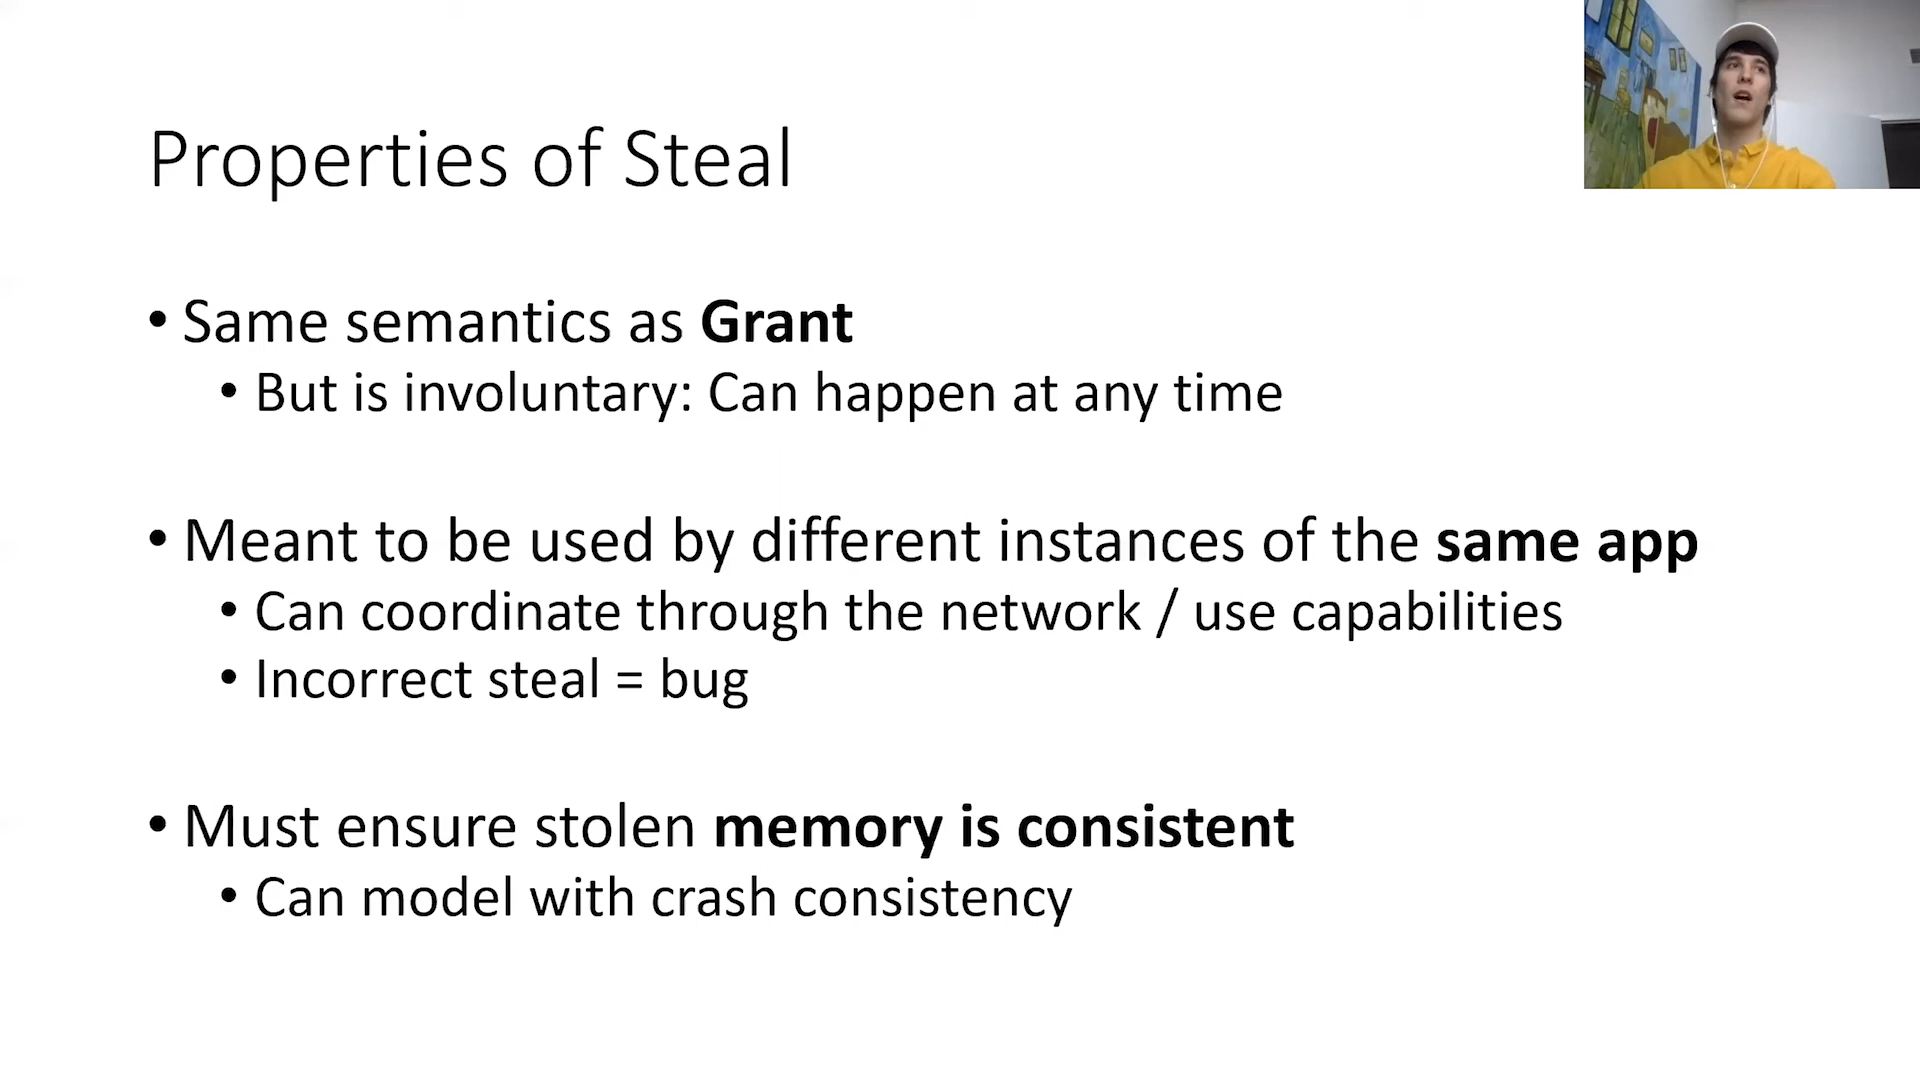 Properties of Steal
• Same semantics as Grant
• But is involuntary: Can happen at any time
• Meant to be used by different instances of the same app
• Can coordinate through the network / use capabilities
• Incorrect steal = bug
• Must ensure stolen memory is consistent
• Can model with crash consistency